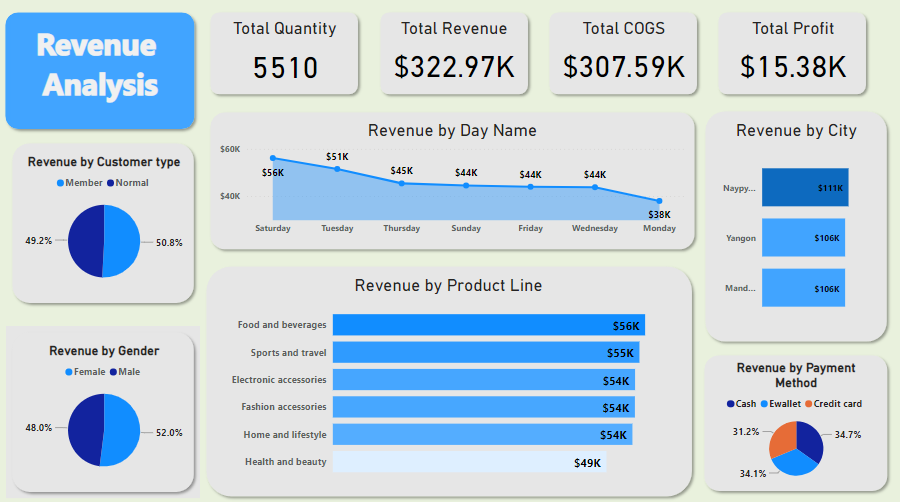 Revenue
Analysis
Total Quantity
5510
Total Revenue
$322.97K
Total COGS
$307.59K
Total Profit
$15.38K
Revenue by Customer type
Member Normal
49.2%
50.8%
Revenue by Gender
Female Male
48.0%
52.0%
Revenue by Day Name
$60K
$40K
$56K
$51K
$45K
$44K
$44K
$44K
$38K
Saturday Tuesday Thursday Sunday Friday Wednesday Monday
Revenue by Product Line
Food and beverages $56K
Sports and travel $55K
Electronic accessories $54K
Fashion accessories $54K
Home and lifestyle $54K
Health and beauty $49K
Revenue by City
Naypy... $111K
Yangon $106K
Mand... $106K
Revenue by Payment
Method
Cash Ewallet Credit card
31.2%
34.7%
34.1%